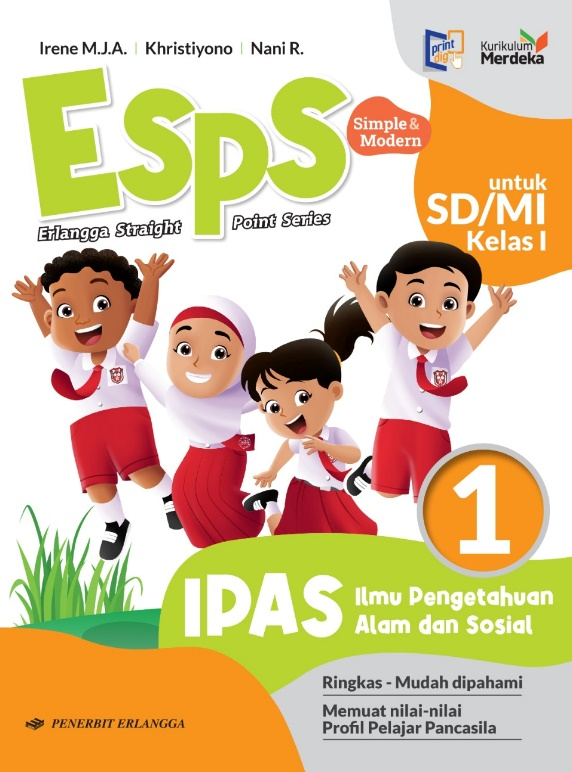 Irene M.J.A. | Khristiyono | Nani R.
print
digital
Kurikulum
Merdeka
ESPS
Simple &
Modern
Erlangga Straight Point Series
untuk
SD/MI
Kelas I
1
IPAS
Ilmu Pengetahuan
Alam dan Sosial
Ringkas - Mudah dipahami
Memuat nilai-nilai
Profil Pelajar Pancasila
PENERBIT ERLANGGA